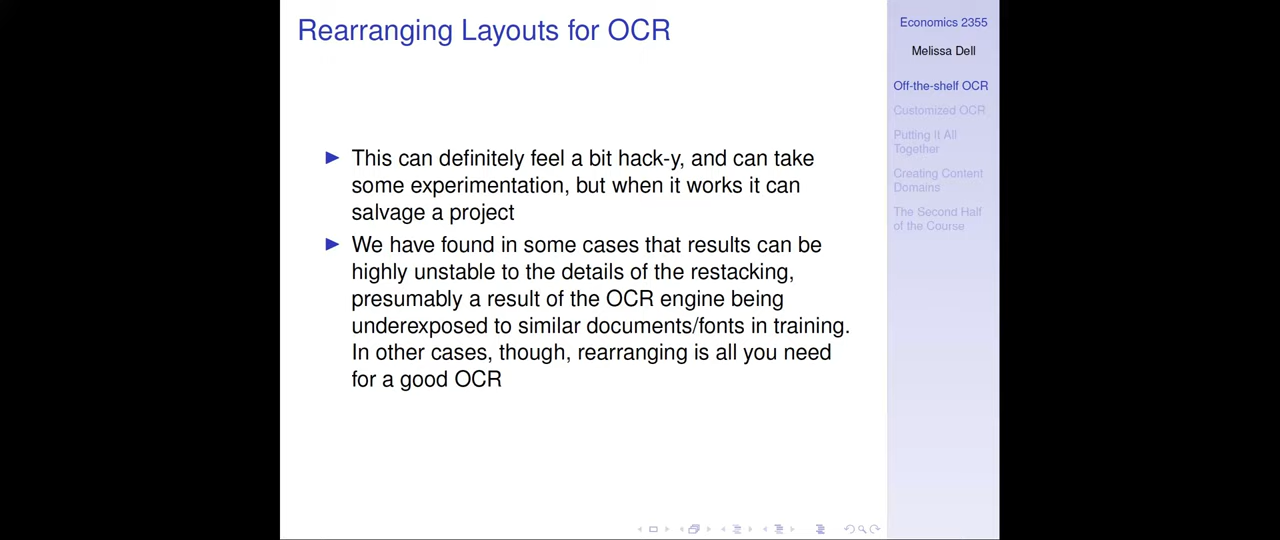 Rearranging Layouts for OCR
This can definitely feel a bit hack-y, and can take
some experimentation, but when it works it can
salvage a project
We have found in some cases that results can be
highly unstable to the details of the restacking,
presumably a result of the OCR engine being
underexposed to similar documents/fonts in training.
In other cases, though, rearranging is all you need
for a good OCR
Economics 2355
Melissa Dell
Off-the-shelf OCR
Customized OCR
Putting It All
Together
Creating Content
Domains
The Second Half
of the Course